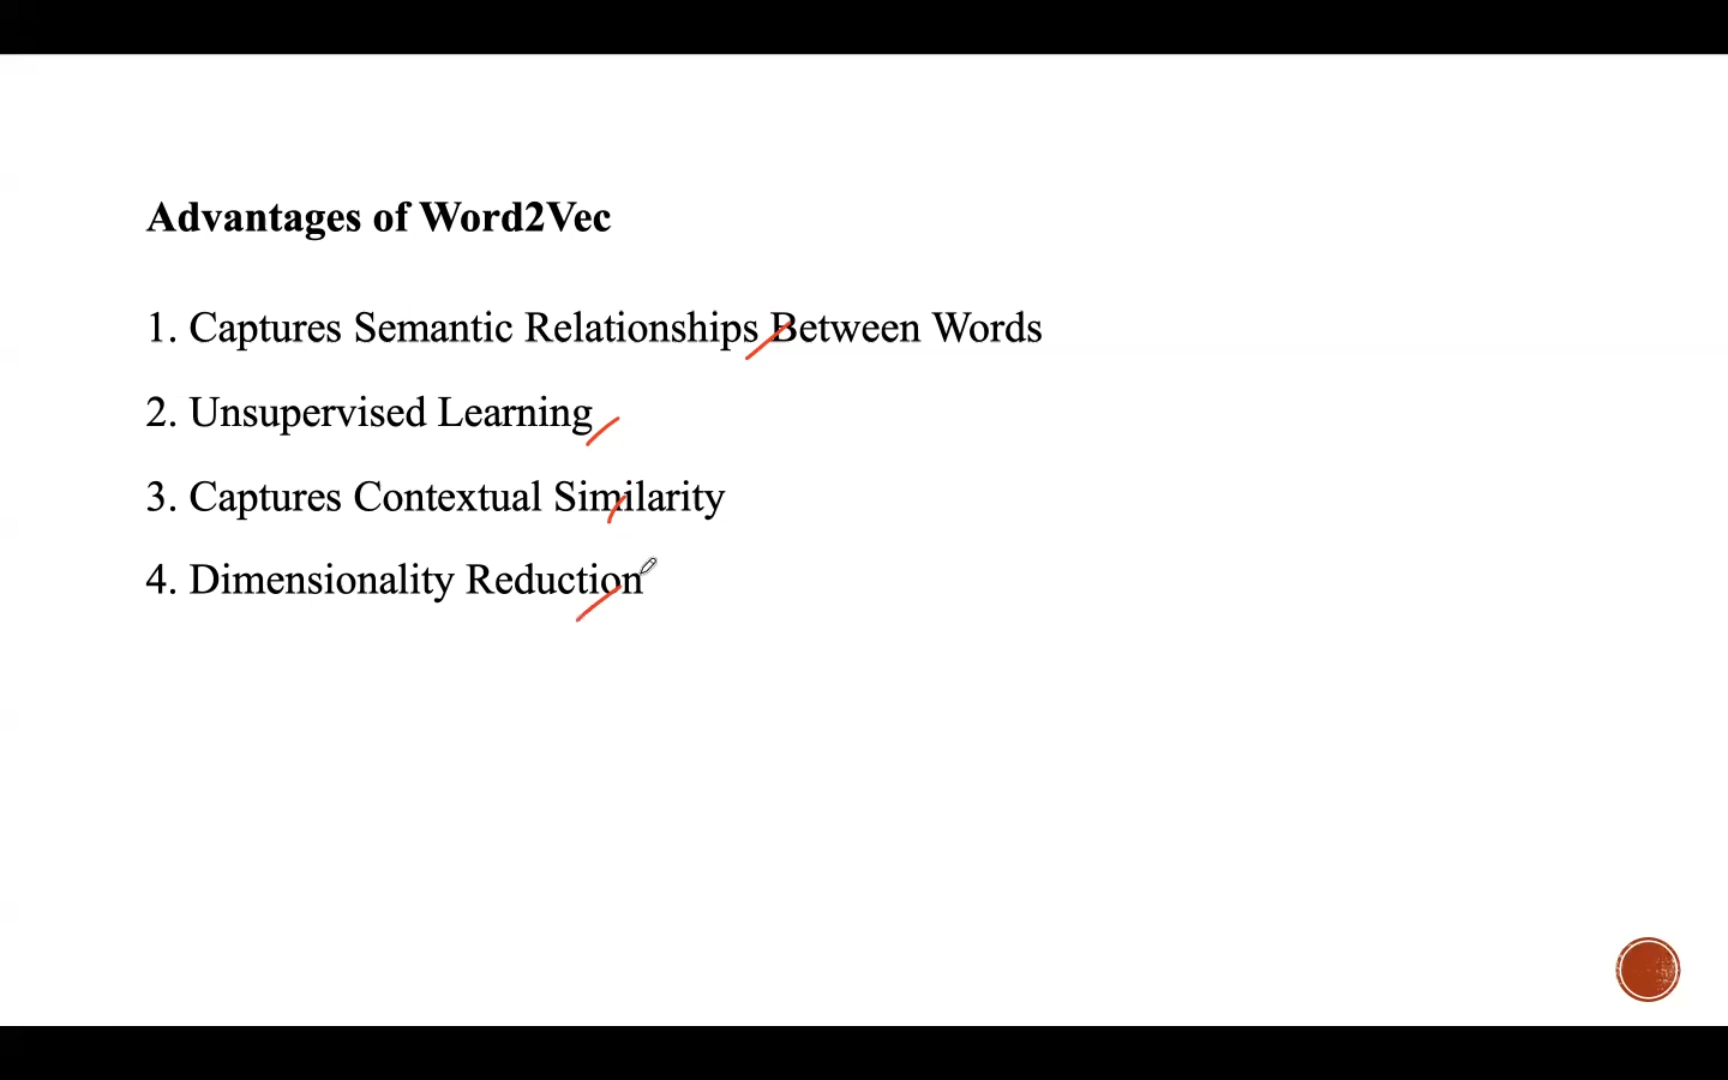 Advantages of Word2Vec
1. Captures Semantic Relationships Between Words
2. Unsupervised Learning
3. Captures Contextual Similarity
4. Dimensionality Reduction